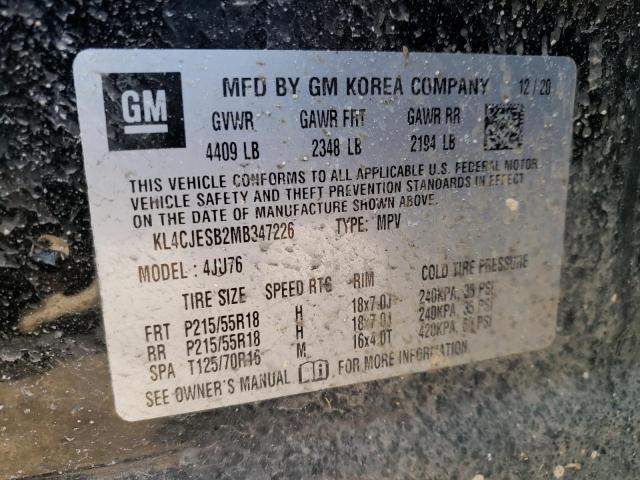 GM MFD BY GM KOREA COMPANY 12/20
GVWR GAWR FRT GAWR RR
4409 LB 2348 LB 2194 LB
THIS VEHICLE CONFORMS TO ALL APPLICABLE U.S. FEDERAL MOTOR
VEHICLE SAFETY AND THEFT PREVENTION STANDARDS IN EFFECT
ON THE DATE OF MANUFACTURE SHOWN ABOVE.
KL4CJESB2MB347226 TYPE: MPV
MODEL: 4JU76
TIRE SIZE SPEED RTG RIM COLD TIRE PRESSURE
FRT P215/55R18 H 18x7.0J 240KPA, 35 PSI
RR P215/55R18 H 18x7.0J 240KPA, 35 PSI
SPA T125/70R16 M 16x4.0T 420KPA, PSI
SEE OWNER'S MANUAL FOR MORE INFORMATION